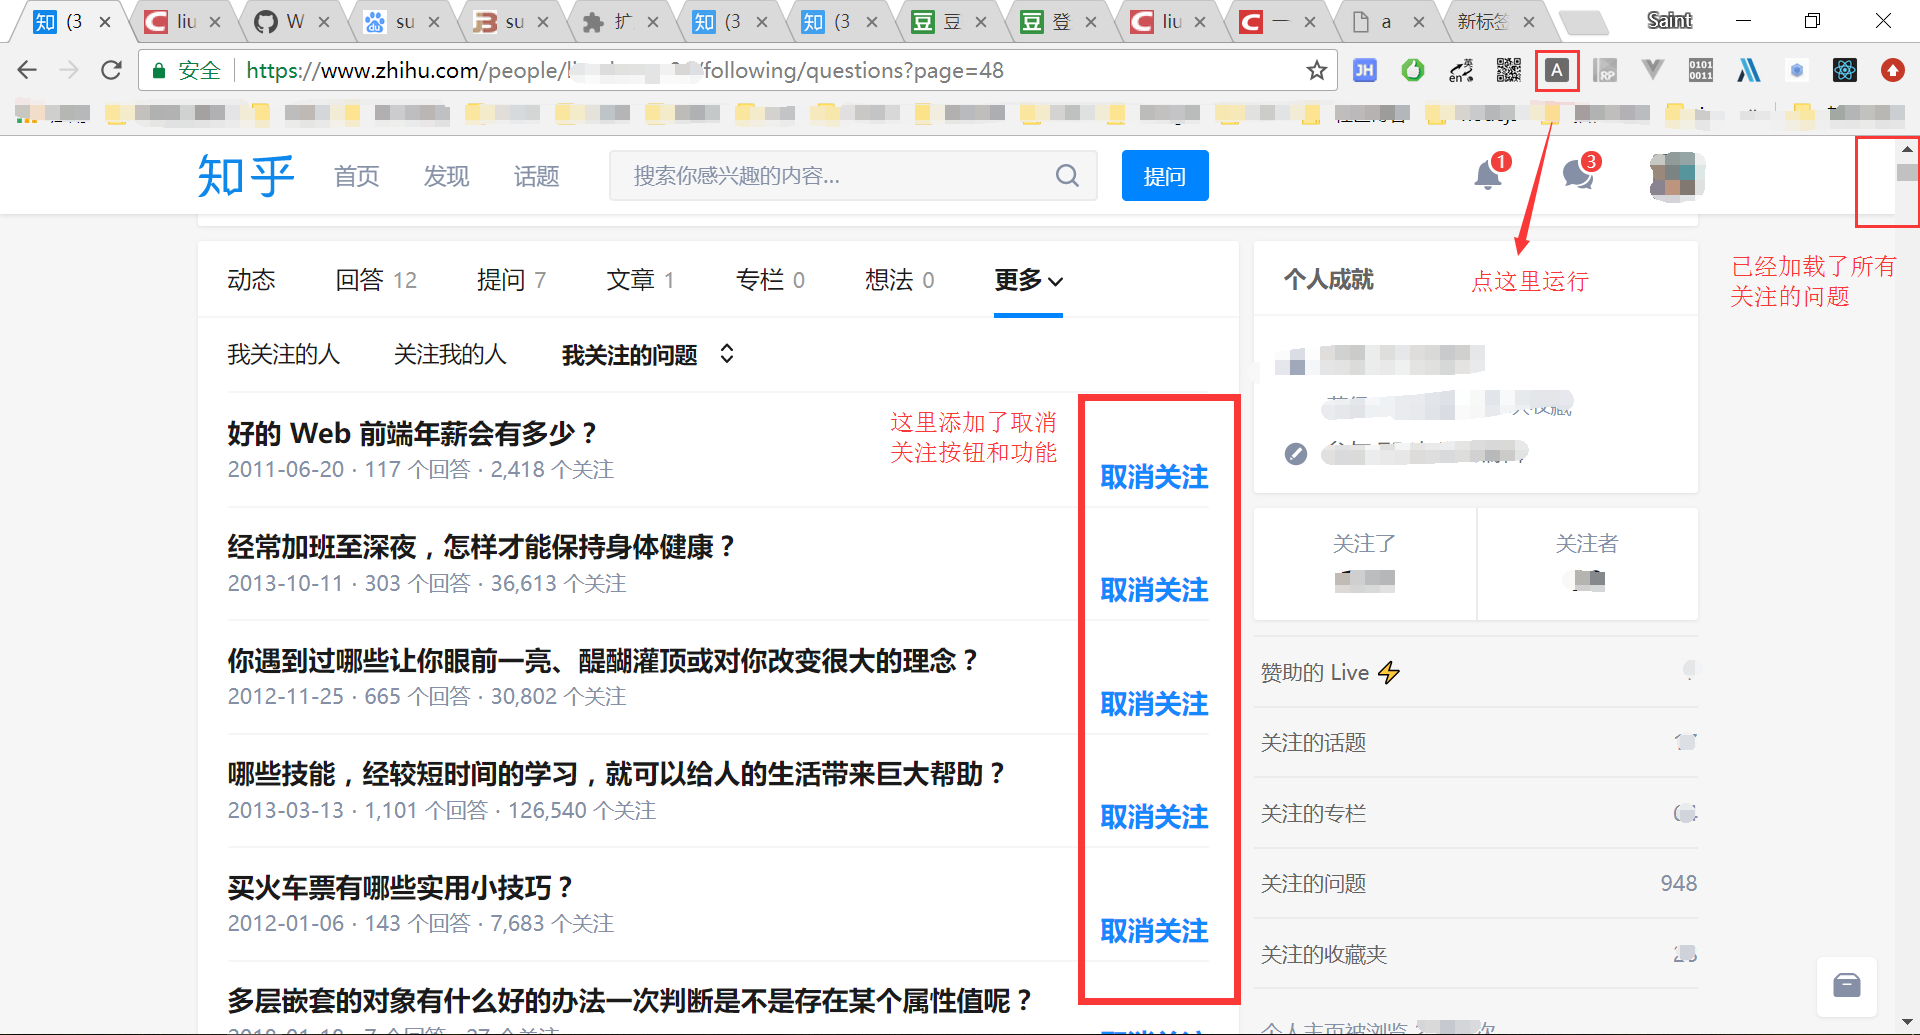 (3
liu
W
su
su
扩
(3
(3
豆
登
liu
一
a
新标签
Saint
安全
https://www.zhihu.com/people/
/following/questions?page=48
知乎
首页
发现
话题
搜索你感兴趣的内容...
提问
1
3
动态
回答 12
提问 7
文章 1
专栏 0
想法 0
更多
个人成就
点这里运行
已经加载了所有
关注的问题
我关注的人
关注我的人
我关注的问题
这里添加了取消
关注按钮和功能
好的 Web 前端年薪会有多少？
2011-06-20 · 117 个回答 · 2,418 个关注
取消关注
经常加班至深夜，怎样才能保持身体健康？
2013-10-11 · 303 个回答 · 36,613 个关注
取消关注
你遇到过哪些让你眼前一亮、醍醐灌顶或对你改变很大的理念？
2012-11-25 · 665 个回答 · 30,802 个关注
取消关注
哪些技能，经较短时间的学习，就可以给人的生活带来巨大帮助？
2013-03-13 · 1,101 个回答 · 126,540 个关注
取消关注
买火车票有哪些实用小技巧？
2012-01-06 · 143 个回答 · 7,683 个关注
取消关注
多层嵌套的对象有什么好的办法一次判断是不是存在某个属性值呢？
2018-01-18 · 7 个回答 · 27 个关注
取消关注
关注了
关注者
赞助的 Live
关注的话题
关注的专栏
关注的问题 948
关注的收藏夹
个人主页被浏览
次